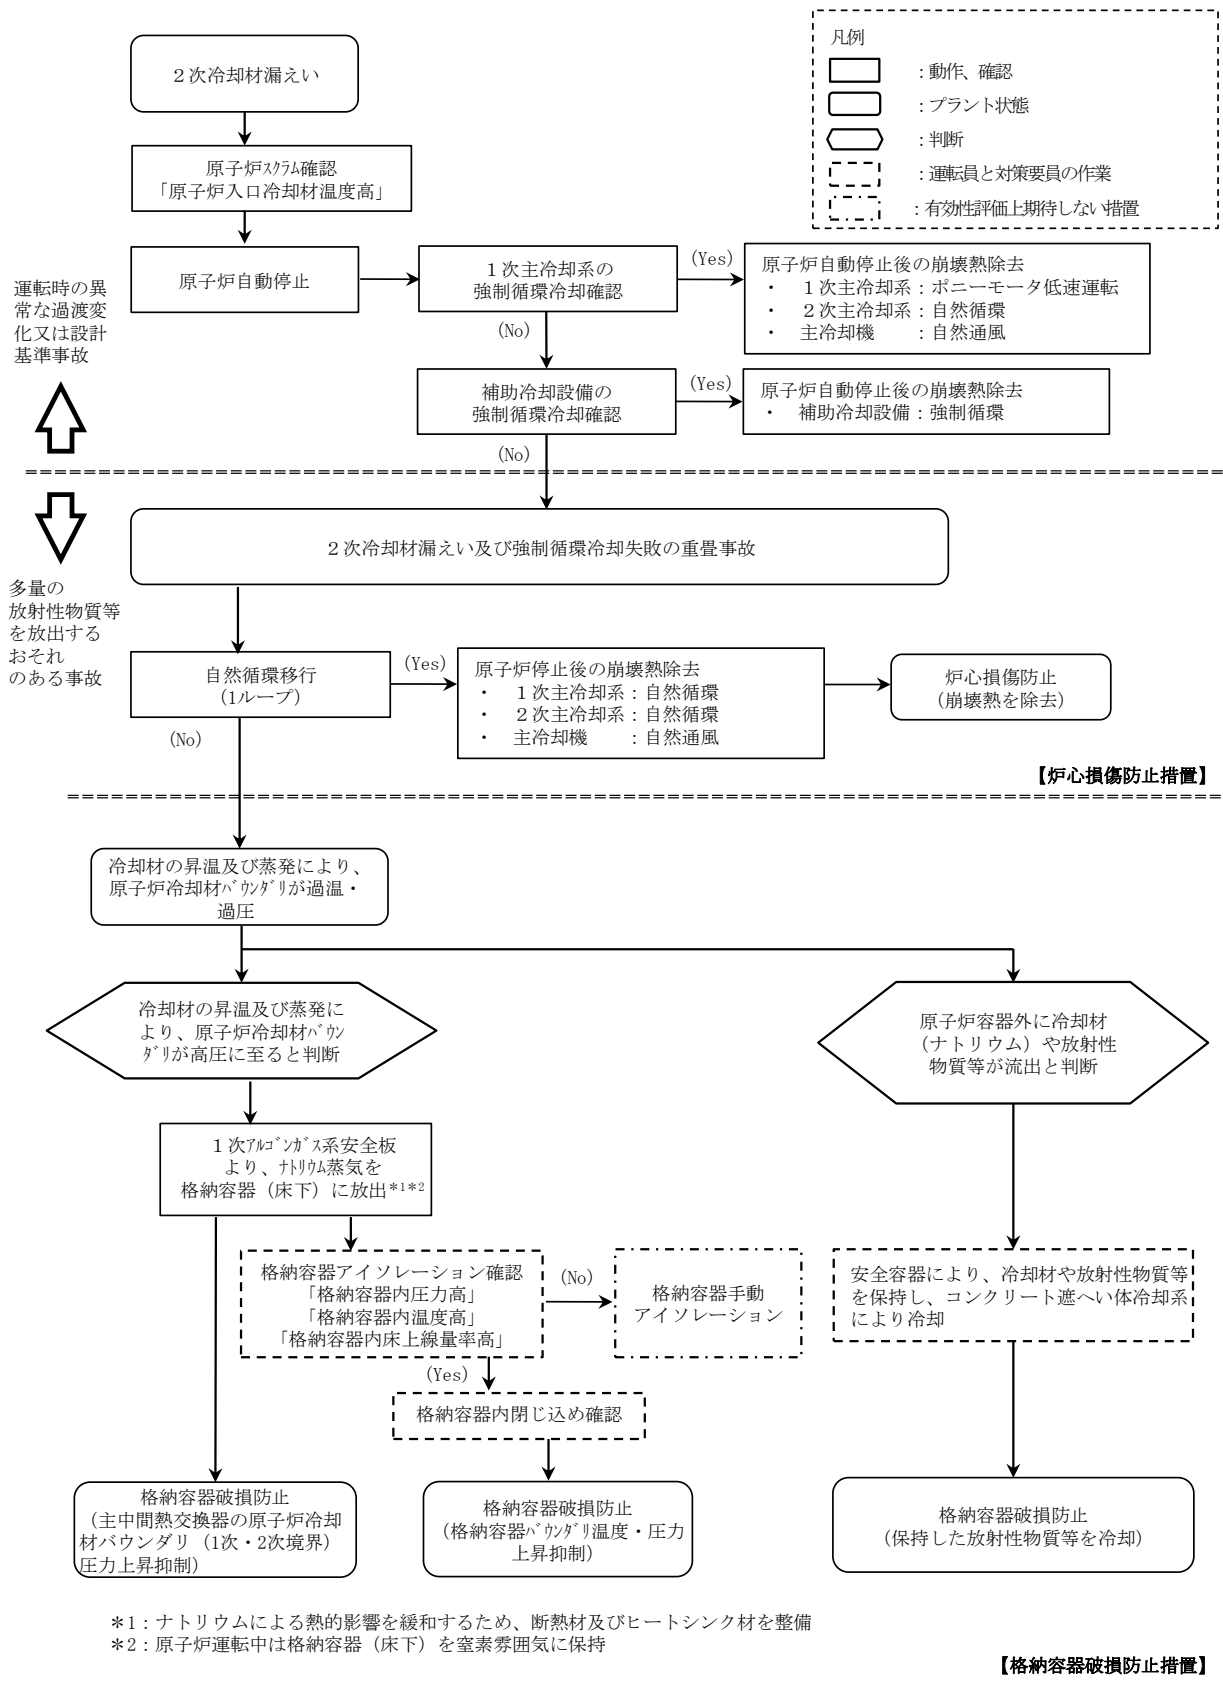 凡例
：動作、確認
：プラント状態
：判断
：運転員と対策要員の作業
：有効性評価上期待しない措置
２次冷却材漏えい
原子炉ｽｸﾗﾑ確認
「原子炉入口冷却材温度高」
原子炉自動停止
１次主冷却系の
強制循環冷却確認
(Yes)
原子炉自動停止後の崩壊熱除去
・　１次主冷却系：ポニーモータ低速運転
・　２次主冷却系：自然循環
・　主冷却機　　：自然通風
(No)
運転時の異
常な過渡変
化又は設計
基準事故
補助冷却設備の
強制循環冷却確認
(Yes)
原子炉自動停止後の崩壊熱除去
・　補助冷却設備：強制循環
(No)
２次冷却材漏えい及び強制循環冷却失敗の重畳事故
多量の
放射性物質等
を放出する
おそれ
のある事故
自然循環移行
(1ループ)
(Yes)
原子炉停止後の崩壊熱除去
・　１次主冷却系：自然循環
・　２次主冷却系：自然循環
・　主冷却機　　：自然通風
炉心損傷防止
（崩壊熱を除去）
(No)
【炉心損傷防止措置】
冷却材の昇温及び蒸発により、
原子炉冷却材ﾊﾞｳﾝﾀﾞﾘが過温・
過圧
冷却材の昇温及び蒸発に
より、原子炉冷却材ﾊﾞｳﾝ
ﾀﾞﾘが高圧に至ると判断
原子炉容器外に冷却材
（ナトリウム）や放射性
物質等が流出と判断
１次ｱﾙｺﾞﾝｶﾞｽ系安全板
より、ﾅﾄﾘｳﾑ蒸気を
格納容器（床下）に放出*1*2
格納容器アイソレーション確認
「格納容器内圧力高」
「格納容器内温度高」
「格納容器内床上線量率高」
(No)
格納容器手動
アイソレーション
安全容器により、冷却材や放射性物質等
を保持し、コンクリート遮へい体冷却系
により冷却
(Yes)
格納容器内閉じ込め確認
格納容器破損防止
（主中間熱交換器の原子炉冷却
材バウンダリ（1次・2次境界）
圧力上昇抑制）
格納容器破損防止
（格納容器ﾊﾞｳﾝﾀﾞﾘ温度・圧力
上昇抑制）
格納容器破損防止
（保持した放射性物質等を冷却）
＊1：ナトリウムによる熱的影響を緩和するため、断熱材及びヒートシンク材を整備
＊2：原子炉運転中は格納容器（床下）を窒素雰囲気に保持
【格納容器破損防止措置】